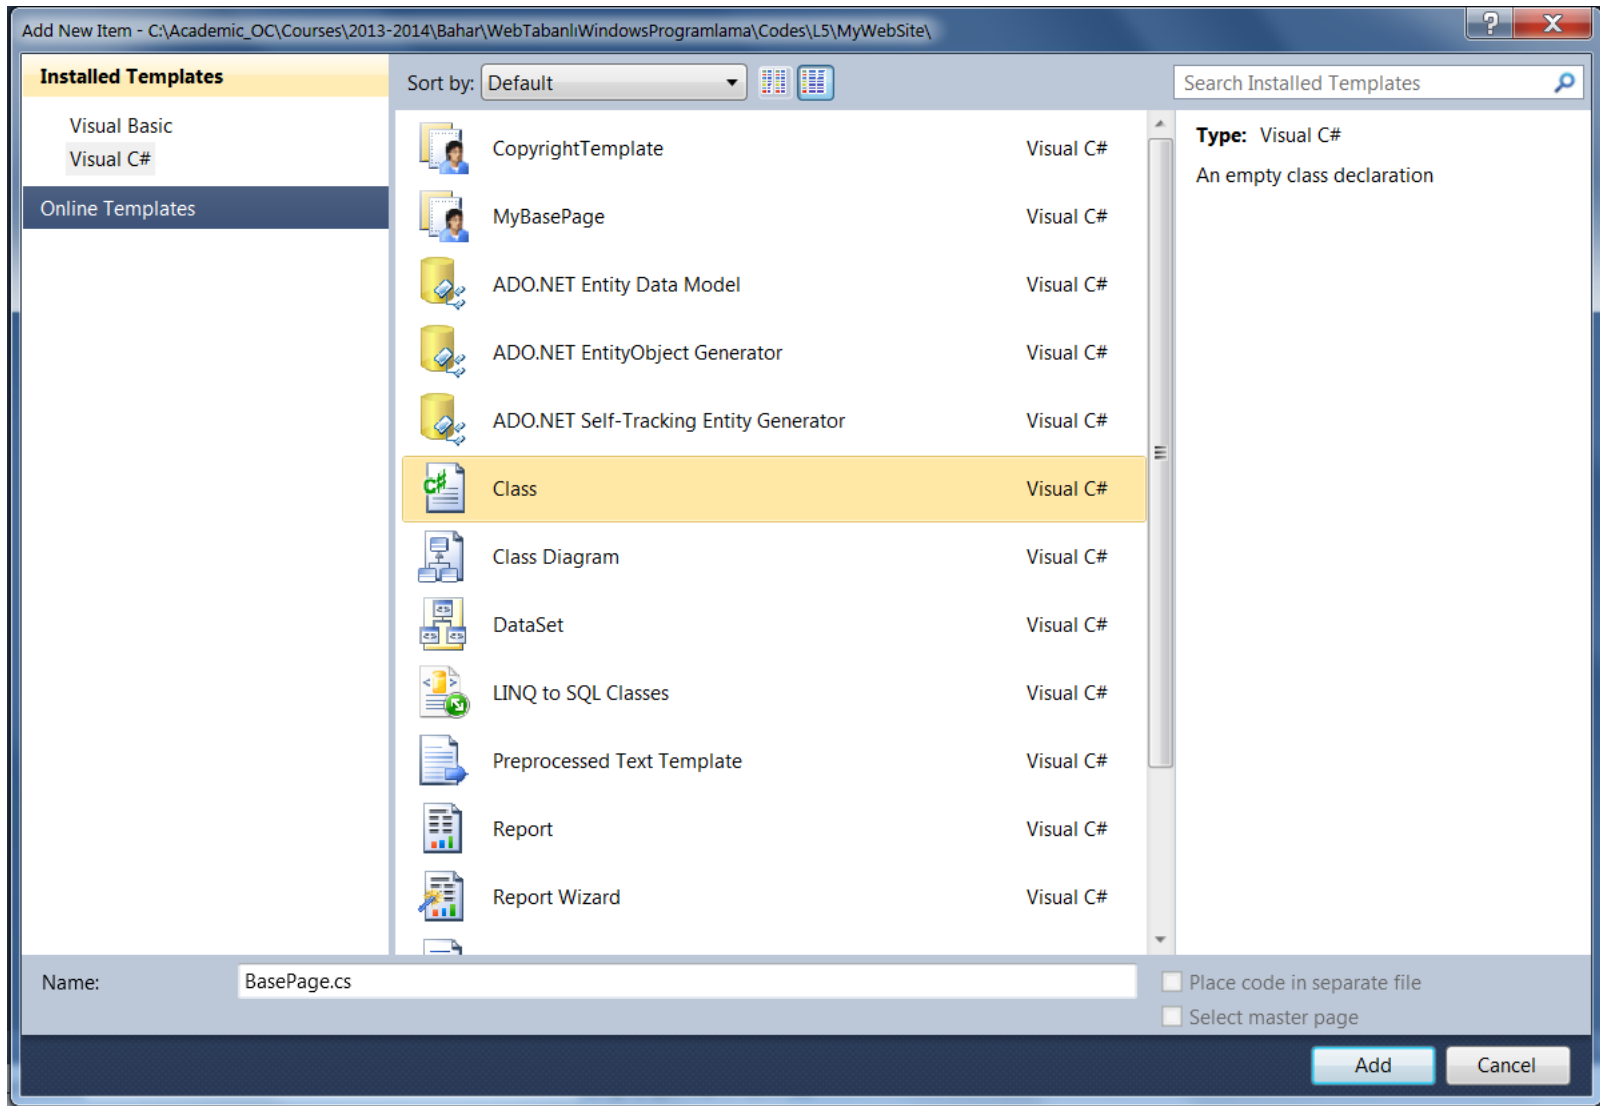 Add New Item - C:\Academic_OC\Courses\2013-2014\Bahar\WebTabanlıWindowsProgramlama\Codes\L5\MyWebSite\
Installed Templates
Visual Basic
Visual C#
Online Templates
Sort by: Default
Search Installed Templates
CopyrightTemplate Visual C#
MyBasePage Visual C#
ADO.NET Entity Data Model Visual C#
ADO.NET EntityObject Generator Visual C#
ADO.NET Self-Tracking Entity Generator Visual C#
Class Visual C#
Class Diagram Visual C#
DataSet Visual C#
LINQ to SQL Classes Visual C#
Preprocessed Text Template Visual C#
Report Visual C#
Report Wizard Visual C#
Type: Visual C#
An empty class declaration
Name: BasePage.cs
Place code in separate file
Select master page
Add Cancel